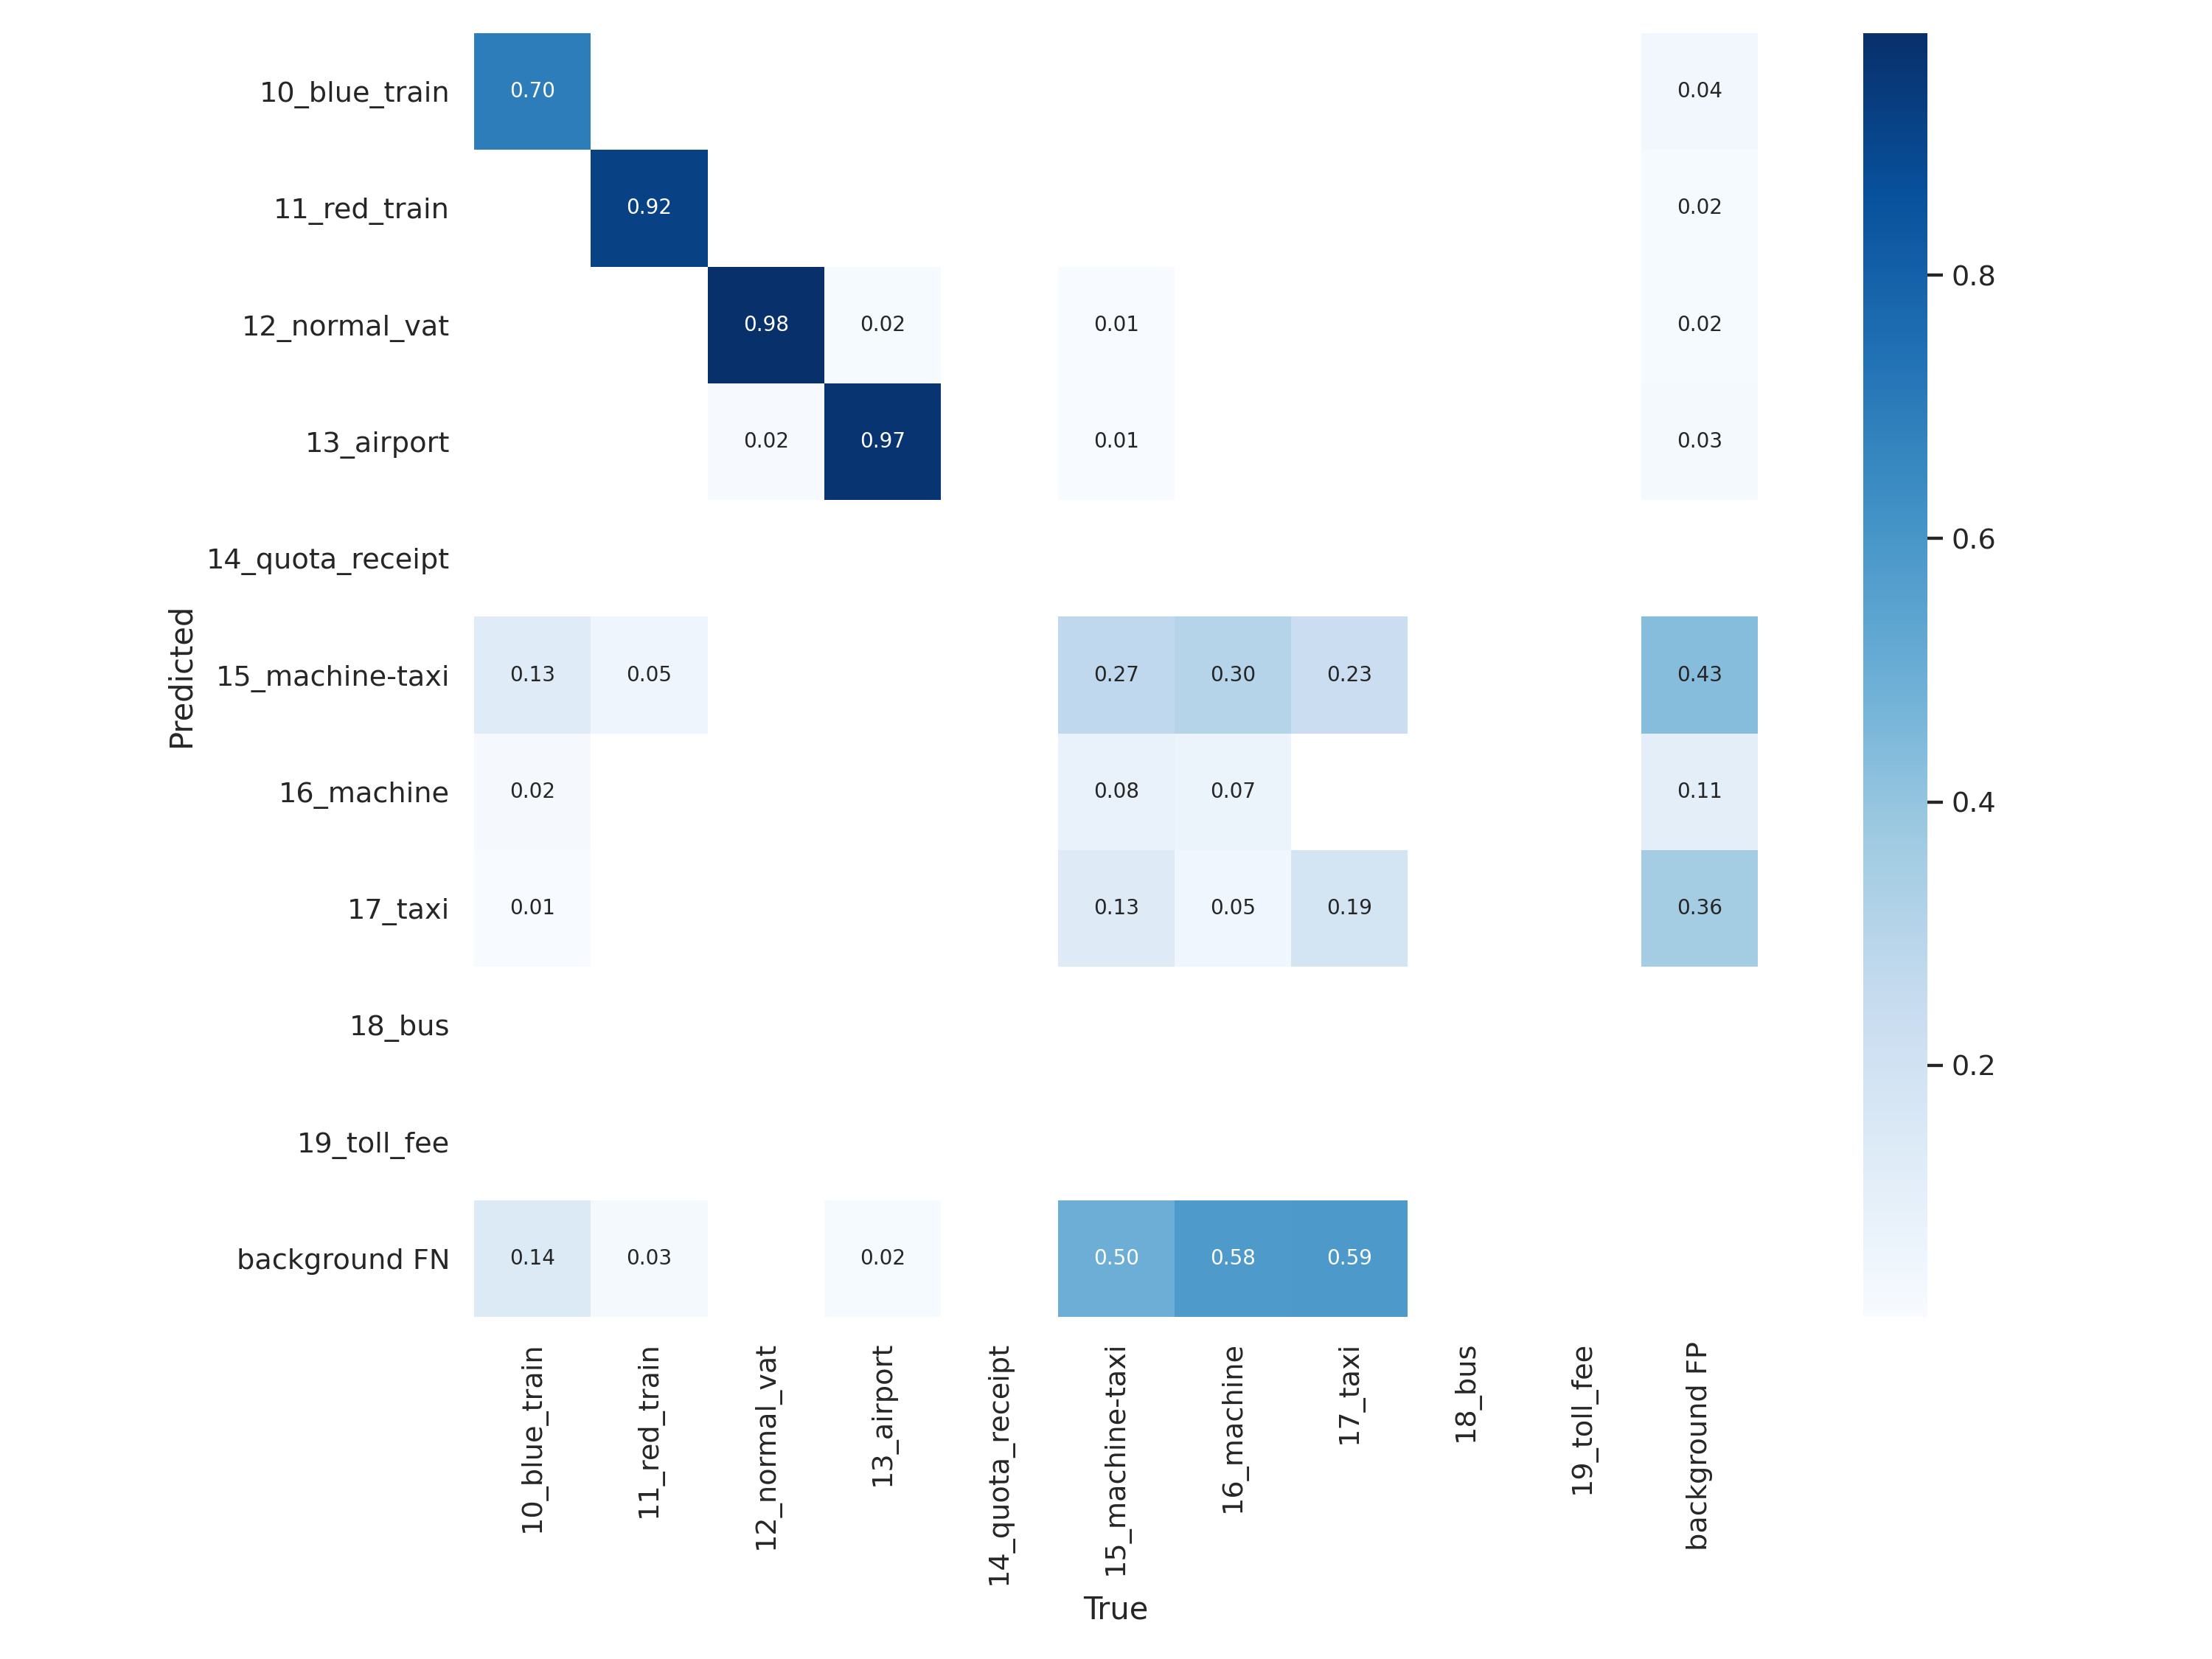 10_blue_train 0.70 0.04
11_red_train 0.92 0.02
0.8
12_normal_vat 0.98 0.02 0.01 0.02
13_airport 0.02 0.97 0.01 0.03
0.6
14_quota_receipt
Predicted
15_machine-taxi 0.13 0.05 0.27 0.30 0.23 0.43
16_machine 0.02 0.08 0.07 0.11
0.4
17_taxi 0.01 0.13 0.05 0.19 0.36
18_bus
0.2
19_toll_fee
background FN 0.14 0.03 0.02 0.50 0.58 0.59
10_blue_train
11_red_train
12_normal_vat
13_airport
14_quota_receipt
15_machine-taxi
16_machine
17_taxi
18_bus
19_toll_fee
background FP
True